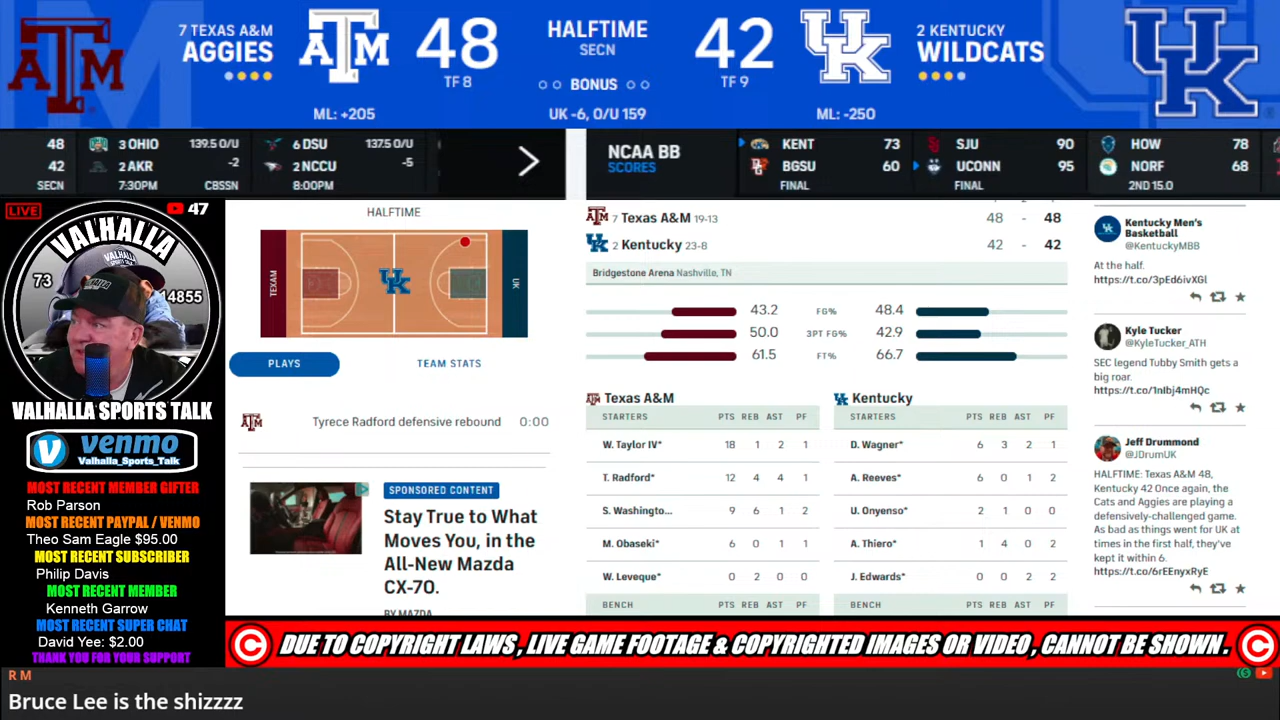 7 TEXAS A&M
AGGIES
ATM
48
TF 8
ML: +205
HALFTIME
SECN
BONUS
UK -6, O/U 159
42
TF 9
ML: -250
UK
2 KENTUCKY
WILDCATS
48
42
SECN
3 OHIO 139.5 O/U
2 AKR -2
7:30PM CBSSN
6 DSU 137.5 O/U
2 NCCU -5
8:00PM
NCAA BB
SCORES
KENT 73
BGSU 60
FINAL
SJU 90
UCONN 95
FINAL
HOW 78
NORF 68
2ND 15.0
LIVE
47
VALHALLA
VALHALLA
73
14855
VALHALLA SPORTS TALK
venmo
Valhalla_Sports_Talk
MOST RECENT MEMBER GIFTER
Rob Parson
MOST RECENT PAYPAL / VENMO
Theo Sam Eagle $95.00
MOST RECENT SUBSCRIBER
Philip Davis
MOST RECENT MEMBER
Kenneth Garrow
MOST RECENT SUPER CHAT
David Yee: $2.00
THANK YOU FOR YOUR SUPPORT
HALFTIME
TEXAM
UK
UK
PLAYS
TEAM STATS
Tyrece Radford defensive rebound 0:00
SPONSORED CONTENT
Stay True to What
Moves You, in the
All-New Mazda
CX-70.
BY MAZDA
7 Texas A&M 19-13 48 - 48
2 Kentucky 23-8 42 - 42
Bridgestone Arena Nashville, TN
43.2 FG% 48.4
50.0 3PT FG% 42.9
61.5 FT% 66.7
Texas A&M
STARTERS PTS REB AST PF
W. Taylor IV* 18 1 2 1
T. Radford* 12 4 4 1
S. Washingto... 9 6 1 2
M. Obaseki* 6 0 1 1
W. Leveque* 0 2 0 0
BENCH PTS REB AST PF
Kentucky
STARTERS PTS REB AST PF
D. Wagner* 6 3 2 1
A. Reeves* 6 0 1 2
U. Onyenso* 2 1 0 0
A. Thiero* 1 4 0 2
J. Edwards* 0 0 2 2
BENCH PTS REB AST PF
Kentucky Men's
Basketball
@KentuckyMBB
At the half.
https://t.co/3pEd6ivXGl
Kyle Tucker
@KyleTucker_ATH
SEC legend Tubby Smith gets a
big roar.
https://t.co/1nIbj4mHQc
Jeff Drummond
@JDrumUK
HALFTIME: Texas A&M 48,
Kentucky 42 Once again, the
Cats and Aggies are playing a
defensively-challenged game.
As bad as things went for UK at
times in the first half, they've
kept it within 6.
https://t.co/6rEEnyxRyE
DUE TO COPYRIGHT LAWS , LIVE GAME FOOTAGE & COPYRIGHTED IMAGES OR VIDEO , CANNOT BE SHOWN .
R M
Bruce Lee is the shizzzz